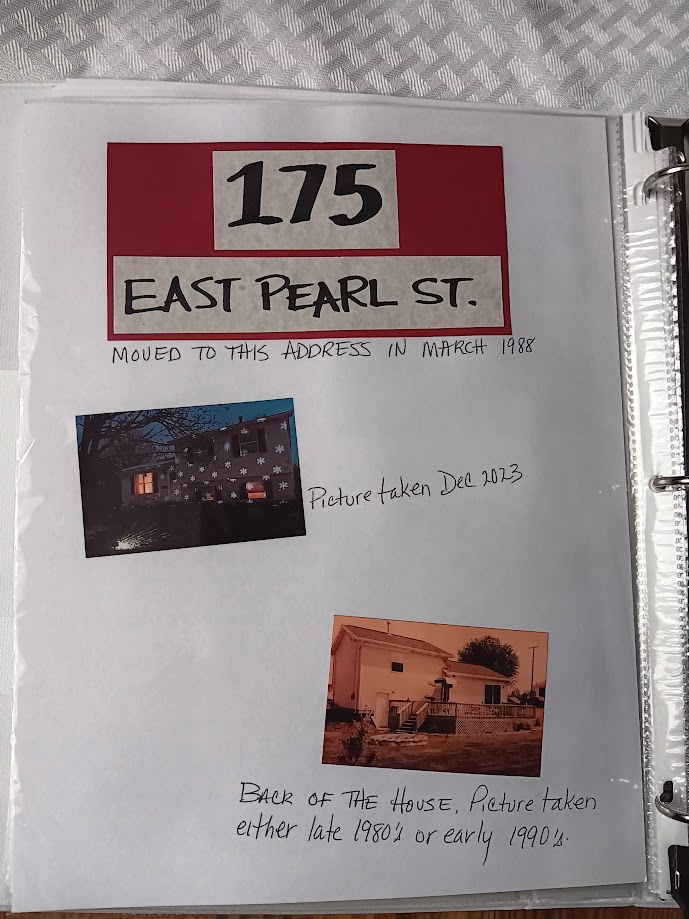 175
EAST PEARL ST.
MOVED TO THIS ADDRESS IN MARCH 1988
Picture taken Dec 2023
BACK OF THE HOUSE. Picture taken
either late 1980's or early 1990's.